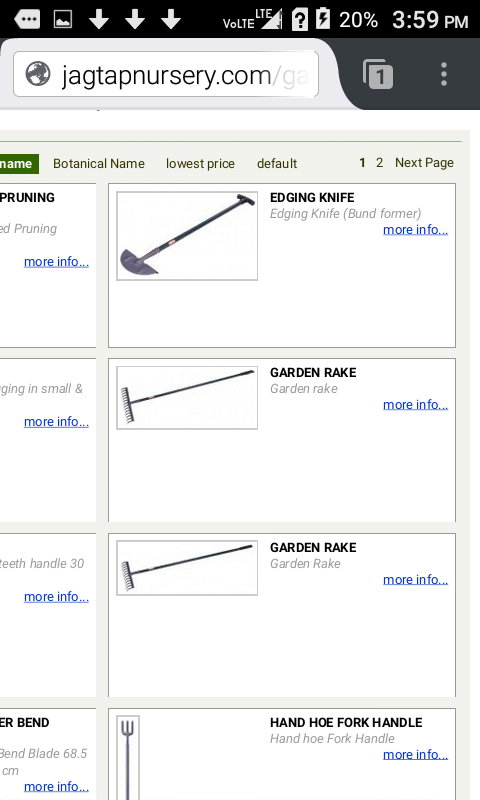 VoLTE LTE 20% 3:59 PM
jagtapnursery.com/ga
1
name Botanical Name lowest price default 1 2 Next Page
PRUNING
ed Pruning
more info...
EDGING KNIFE
Edging Knife (Bund former)
more info...
ging in small &
more info...
GARDEN RAKE
Garden rake
more info...
teeth handle 30
more info...
GARDEN RAKE
Garden Rake
more info...
ER BEND
Bend Blade 68.5
cm
more info...
HAND HOE FORK HANDLE
Hand hoe Fork Handle
more info...